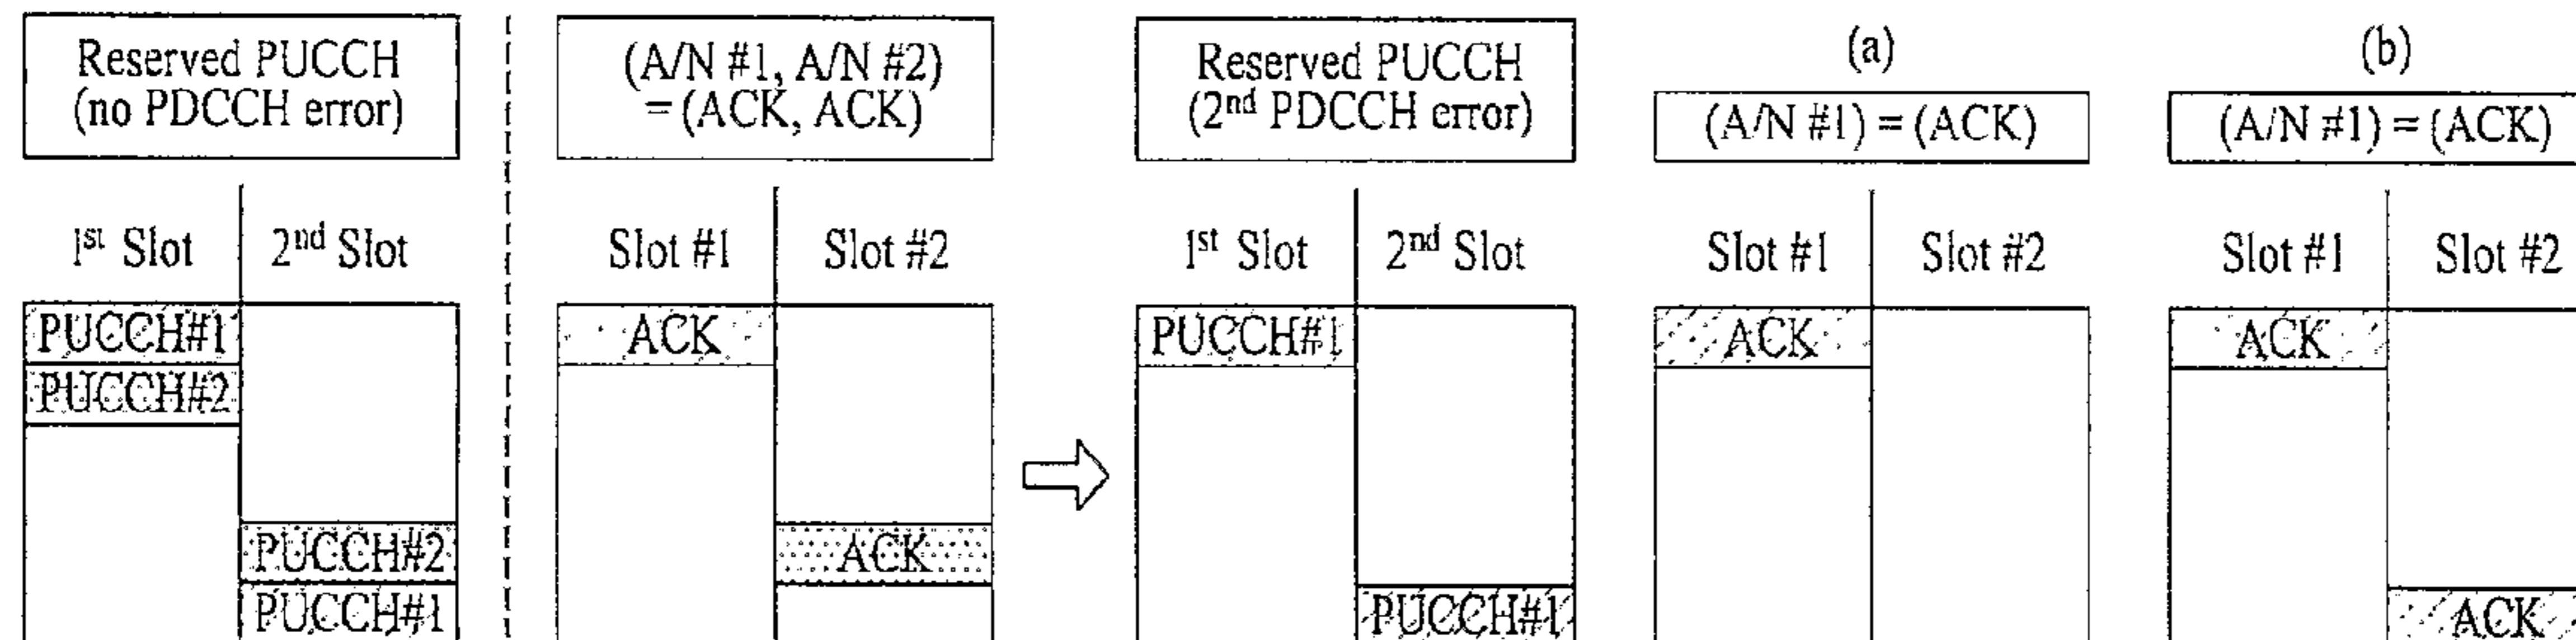 Reserved PUCCH
(no PDCCH error)
1st Slot
2nd Slot
PUCCH#1
PUCCH#2
PUCCH#2
PUCCH#1
(A/N #1, A/N #2)
= (ACK, ACK)
Slot #1
Slot #2
ACK
ACK
Reserved PUCCH
(2nd PDCCH error)
1st Slot
2nd Slot
PUCCH#1
PUCCH#1
(a)
(A/N #1) = (ACK)
Slot #1
Slot #2
ACK
(b)
(A/N #1) = (ACK)
Slot #1
Slot #2
ACK
ACK